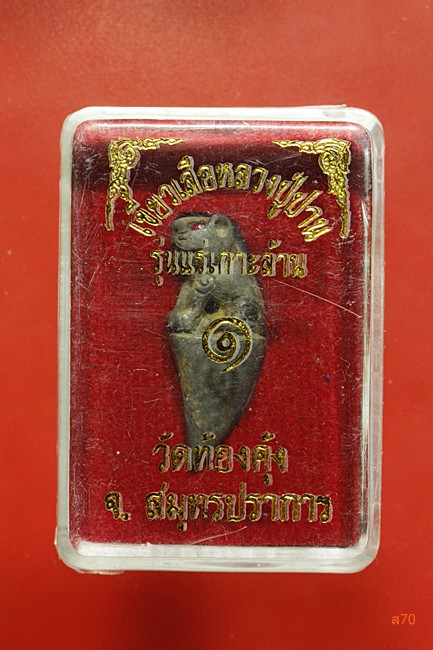 เขี้ยวเสือหลวงปู่ปาน
รุ่นแร่เกาะล้าน
๑
วัดท้องคุ้ง
จ. สมุทรปราการ
ส70